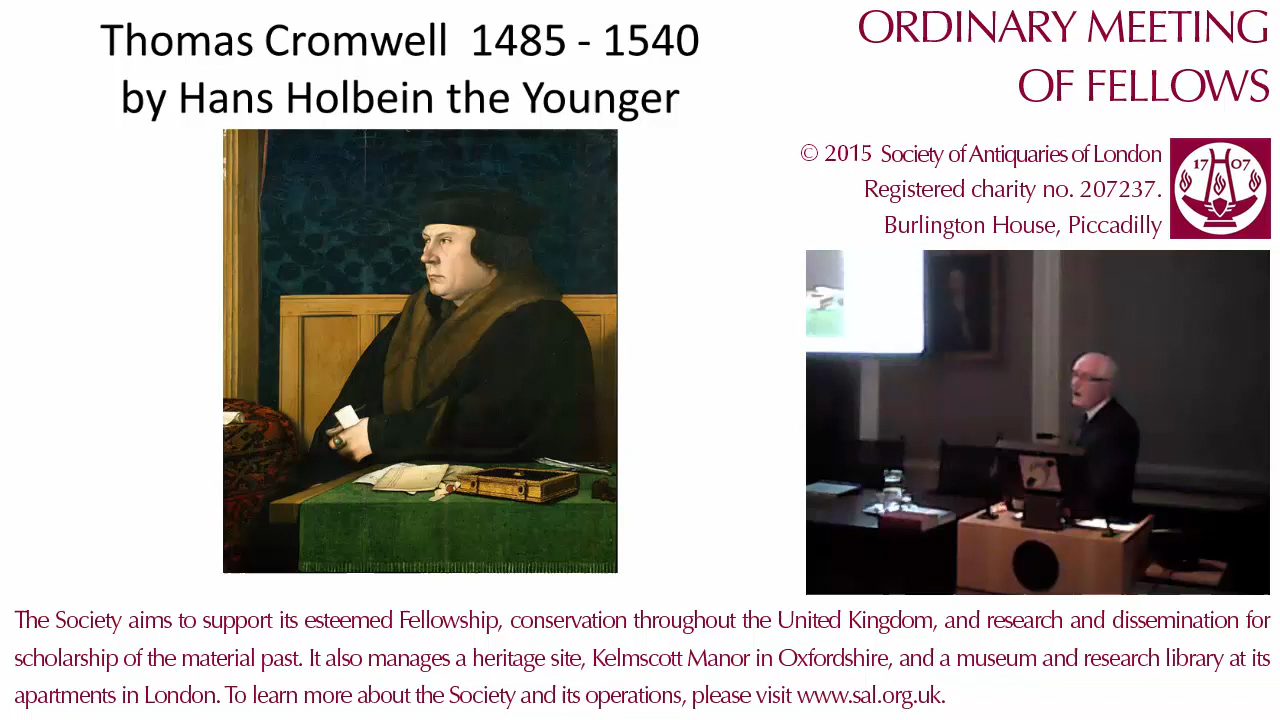 Thomas Cromwell 1485 - 1540
by Hans Holbein the Younger
ORDINARY MEETING
OF FELLOWS
© 2015 Society of Antiquaries of London
Registered charity no. 207237.
Burlington House, Piccadilly
17 07
The Society aims to support its esteemed Fellowship, conservation throughout the United Kingdom, and research and dissemination for
scholarship of the material past. It also manages a heritage site, Kelmscott Manor in Oxfordshire, and a museum and research library at its
apartments in London. To learn more about the Society and its operations, please visit www.sal.org.uk.